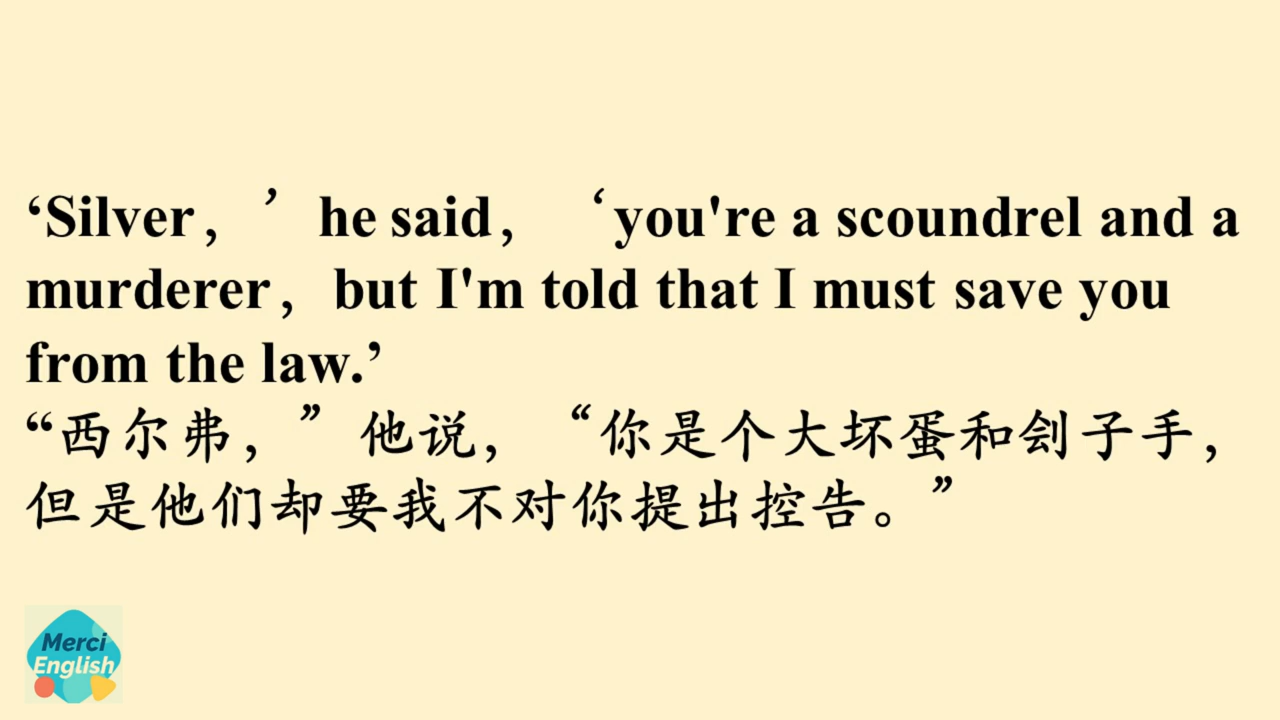 ‘Silver，’ he said，‘you're a scoundrel and a
murderer，but I'm told that I must save you
from the law.’
“西尔弗，”他说，“你是个大坏蛋和刽子手，
但是他们却要我不对你提出控告。”
Merci
English